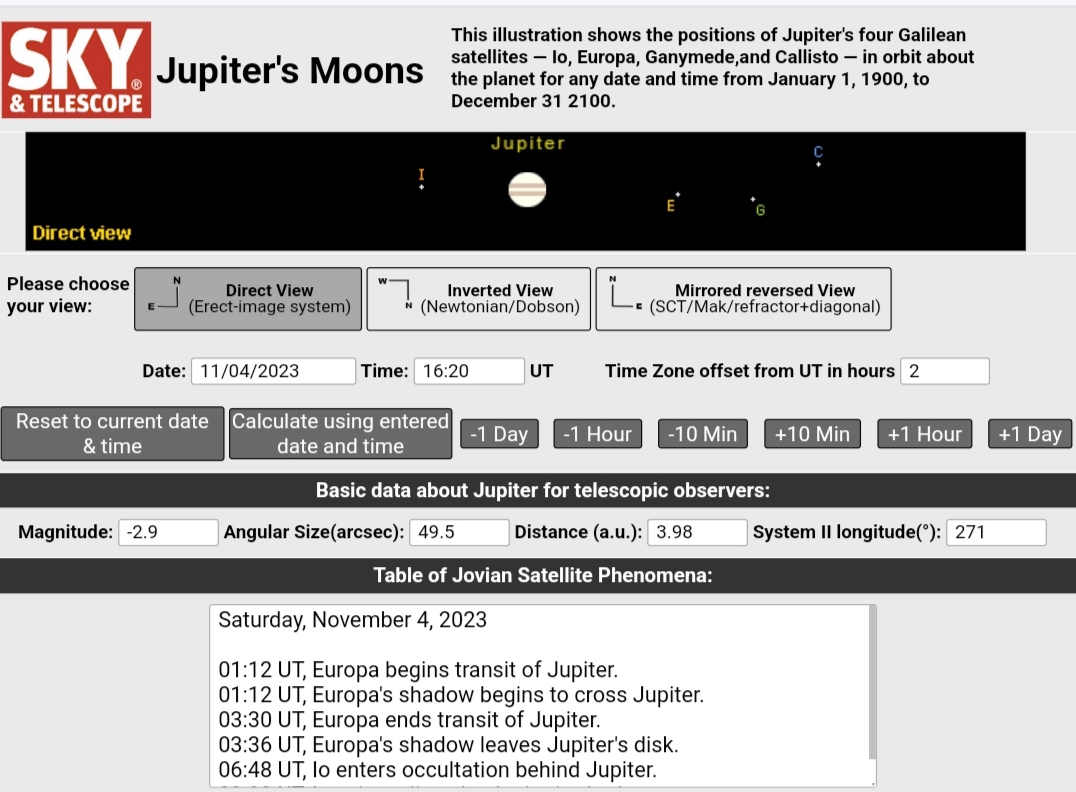 SKY
& TELESCOPE®
Jupiter's Moons
This illustration shows the positions of Jupiter's four Galilean
satellites — Io, Europa, Ganymede,and Callisto — in orbit about
the planet for any date and time from January 1, 1900, to
December 31 2100.
Jupiter
C
I
E
G
Direct view
Please choose
your view:
N
E
Direct View
(Erect-image system)
W
N
Inverted View
(Newtonian/Dobson)
N
E
Mirrored reversed View
(SCT/Mak/refractor+diagonal)
Date: 11/04/2023 Time: 16:20 UT Time Zone offset from UT in hours 2
Reset to current date
& time
Calculate using entered
date and time
-1 Day -1 Hour -10 Min +10 Min +1 Hour +1 Day
Basic data about Jupiter for telescopic observers:
Magnitude: -2.9 Angular Size(arcsec): 49.5 Distance (a.u.): 3.98 System II longitude(°): 271
Table of Jovian Satellite Phenomena:
Saturday, November 4, 2023
01:12 UT, Europa begins transit of Jupiter.
01:12 UT, Europa's shadow begins to cross Jupiter.
03:30 UT, Europa ends transit of Jupiter.
03:36 UT, Europa's shadow leaves Jupiter's disk.
06:48 UT, Io enters occultation behind Jupiter.